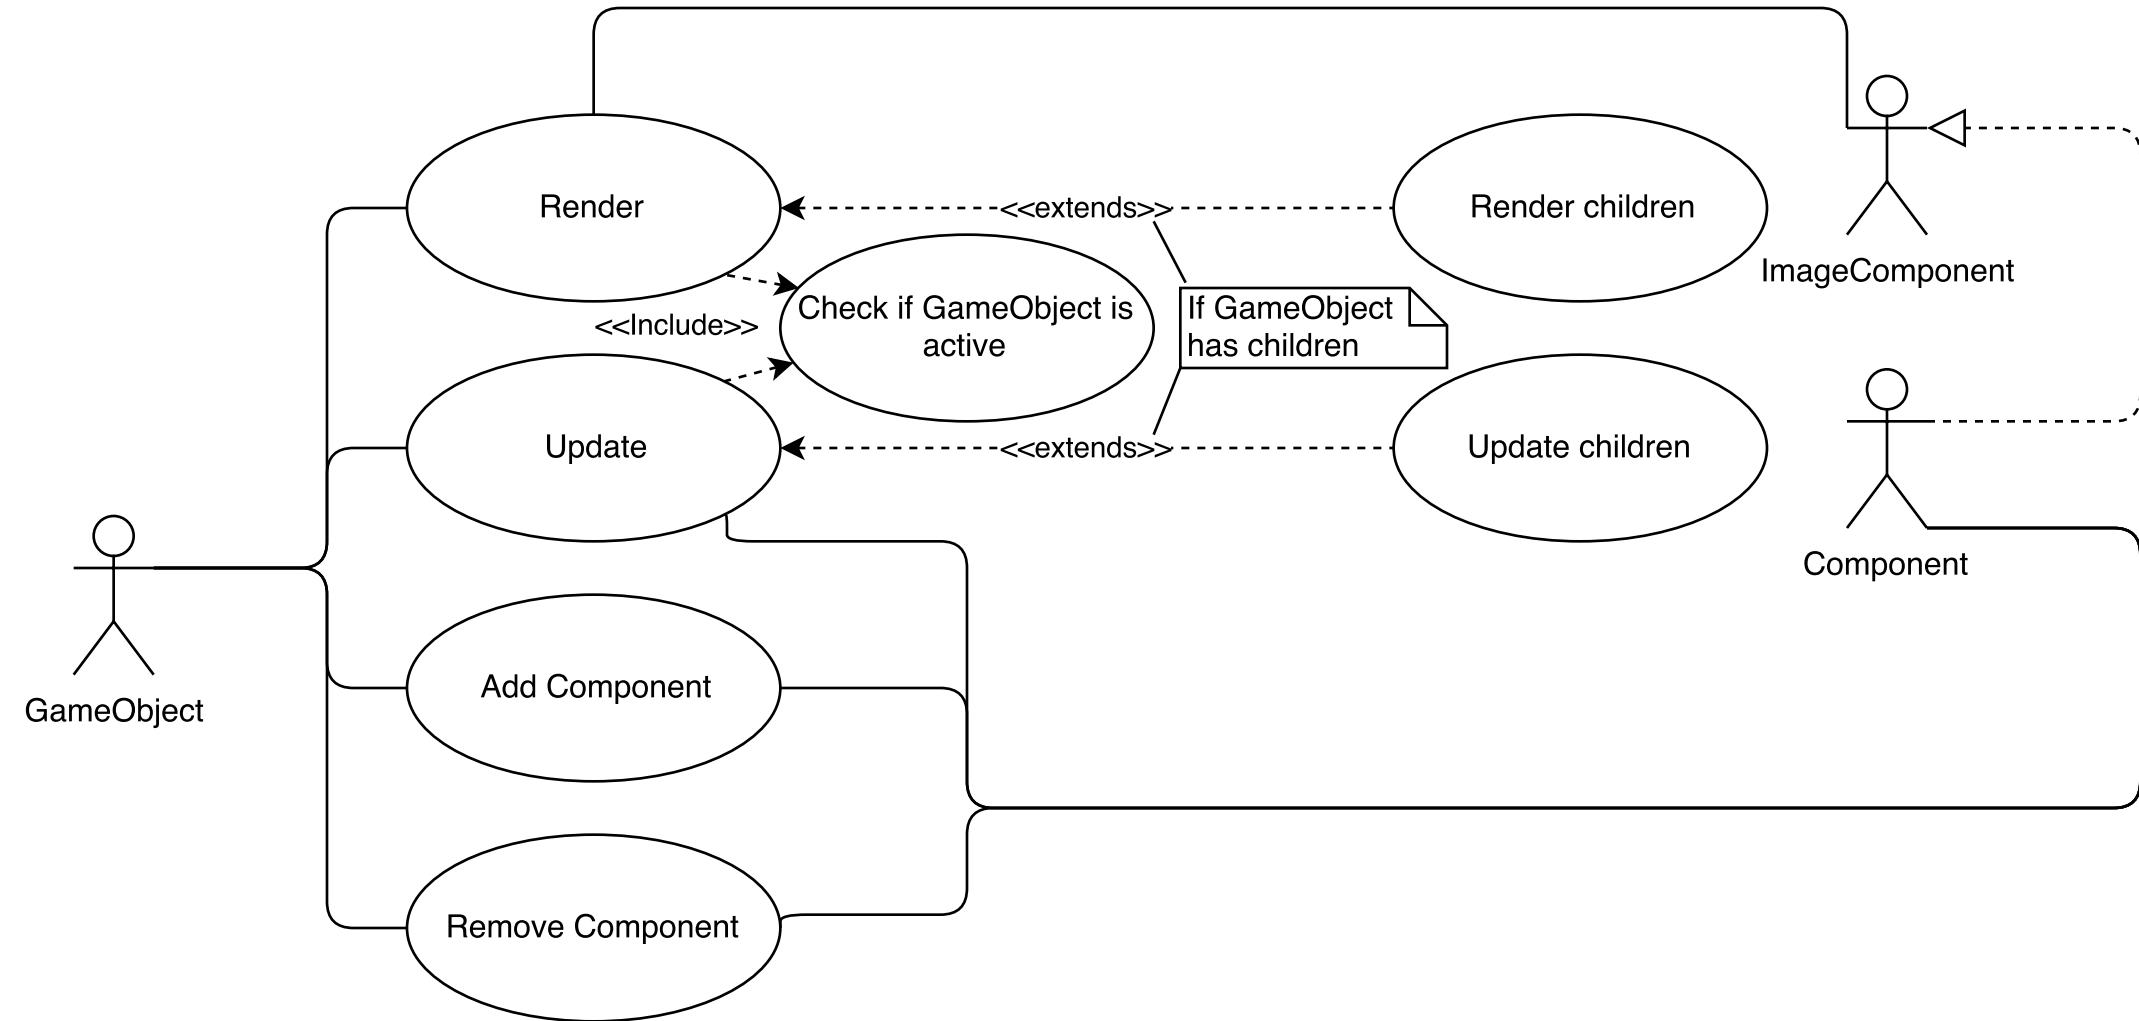 Render
<<extends>>
Render children
ImageComponent
<<Include>>
Check if GameObject is
active
If GameObject
has children
Update
<<extends>>
Update children
Component
GameObject
Add Component
Remove Component